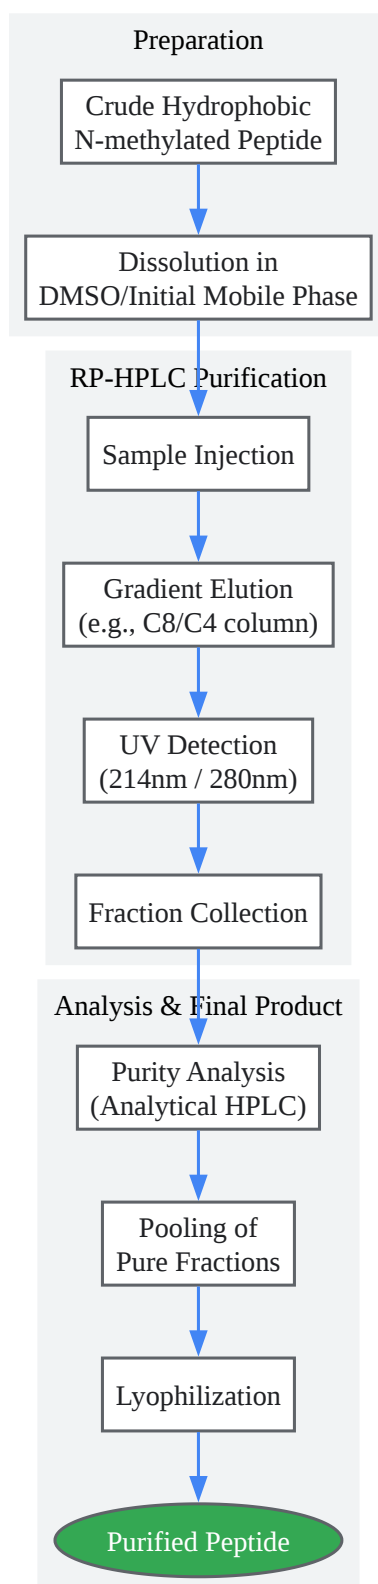 Preparation
Crude Hydrophobic
N-methylated Peptide
Dissolution in
DMSO/Initial Mobile Phase
RP-HPLC Purification
Sample Injection
Gradient Elution
(e.g., C8/C4 column)
UV Detection
(214nm / 280nm)
Fraction Collection
Analysis & Final Product
Purity Analysis
(Analytical HPLC)
Pooling of
Pure Fractions
Lyophilization
Purified Peptide